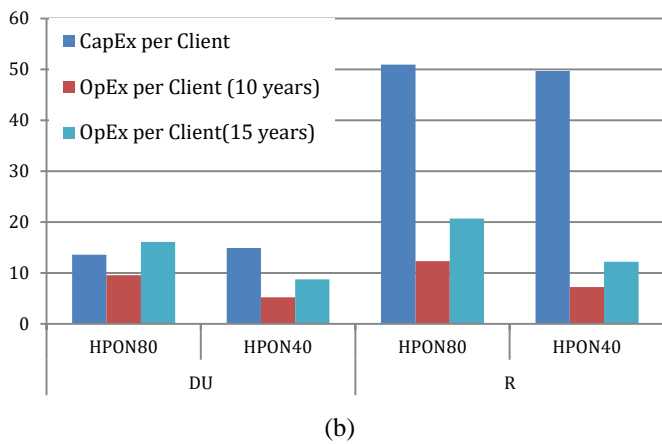 60
50
40
30
20
10
0
CapEx per Client
OpEx per Client (10 years)
OpEx per Client(15 years)
HPON80 HPON40 HPON80 HPON40
DU R
(b)